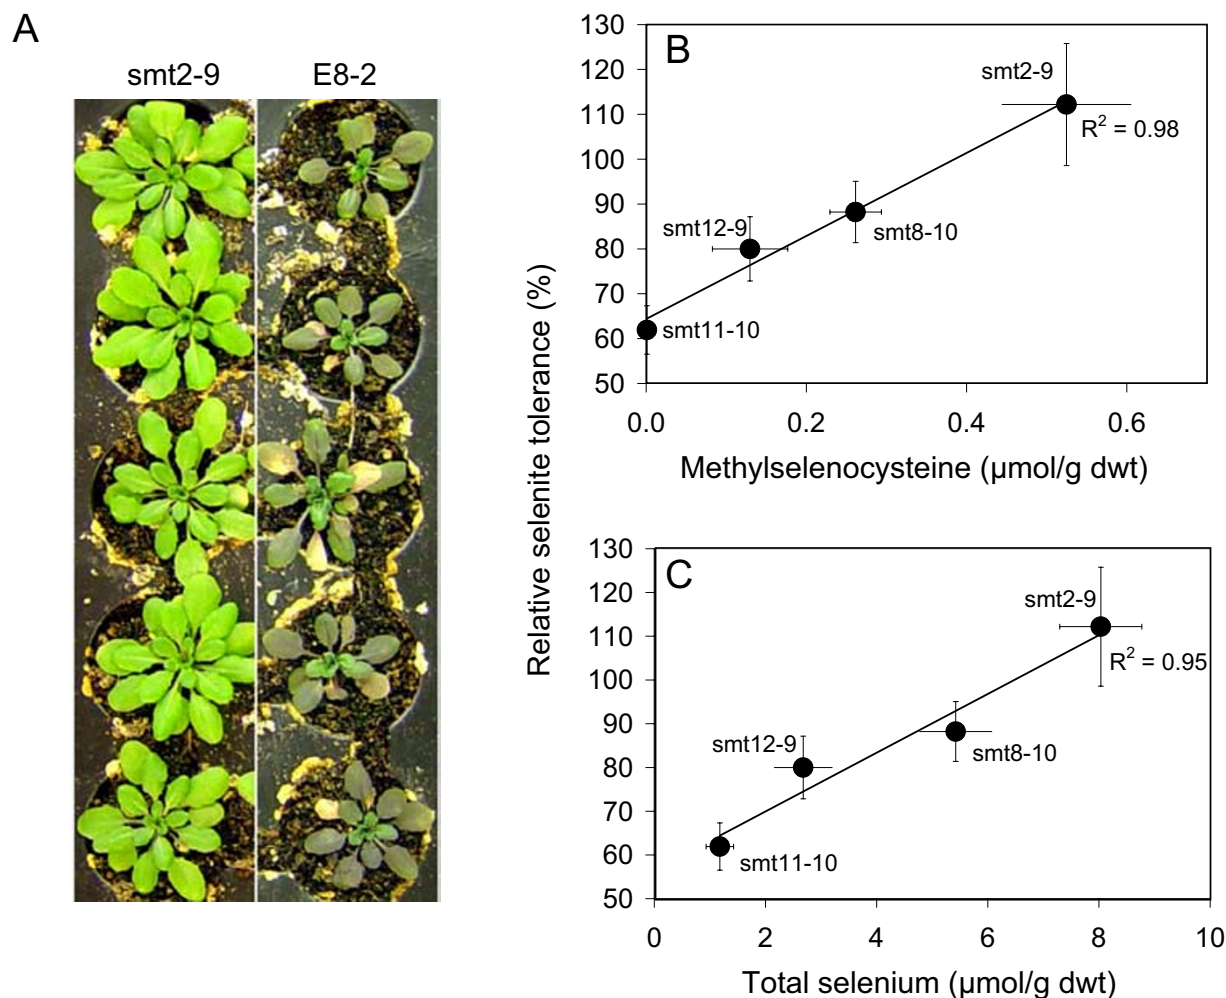 A
smt2-9
E8-2
Relative selenite tolerance (%)
B
130
120
110
100
90
80
70
60
50
smt2-9
R² = 0.98
smt12-9
smt8-10
smt11-10
0.0 0.2 0.4 0.6
Methylselenocysteine (µmol/g dwt)
C
130
120
110
100
90
80
70
60
50
smt2-9
R² = 0.95
smt12-9
smt8-10
smt11-10
0 2 4 6 8 10
Total selenium (µmol/g dwt)